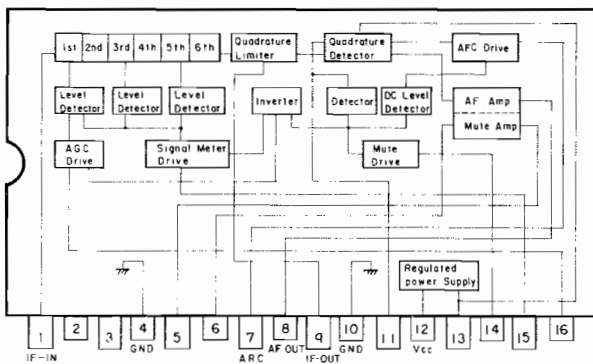 1st 2nd 3rd 4th 5th 6th
Quadrature Limiter
Quadrature Detector
AFC Drive
Level Detector
Level Detector
Level Detector
Inverter
Detector
DC Level Detector
AF Amp
Mute Amp
AGC Drive
Signal Meter Drive
Mute Drive
Regulated power Supply
1 2 3 4 5 6 7 8 9 10 11 12 13 14 15 16
IF-IN
GND
ARC
AF OUT
IF-OUT
GND
Vcc